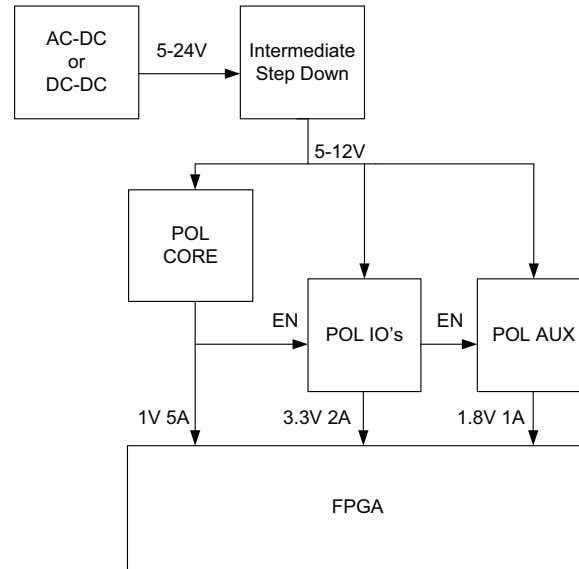 AC-DC
or
DC-DC
5-24V
Intermediate
Step Down
5-12V
POL
CORE
EN
POL IO's
EN
POL AUX
1V 5A
3.3V 2A
1.8V 1A
FPGA